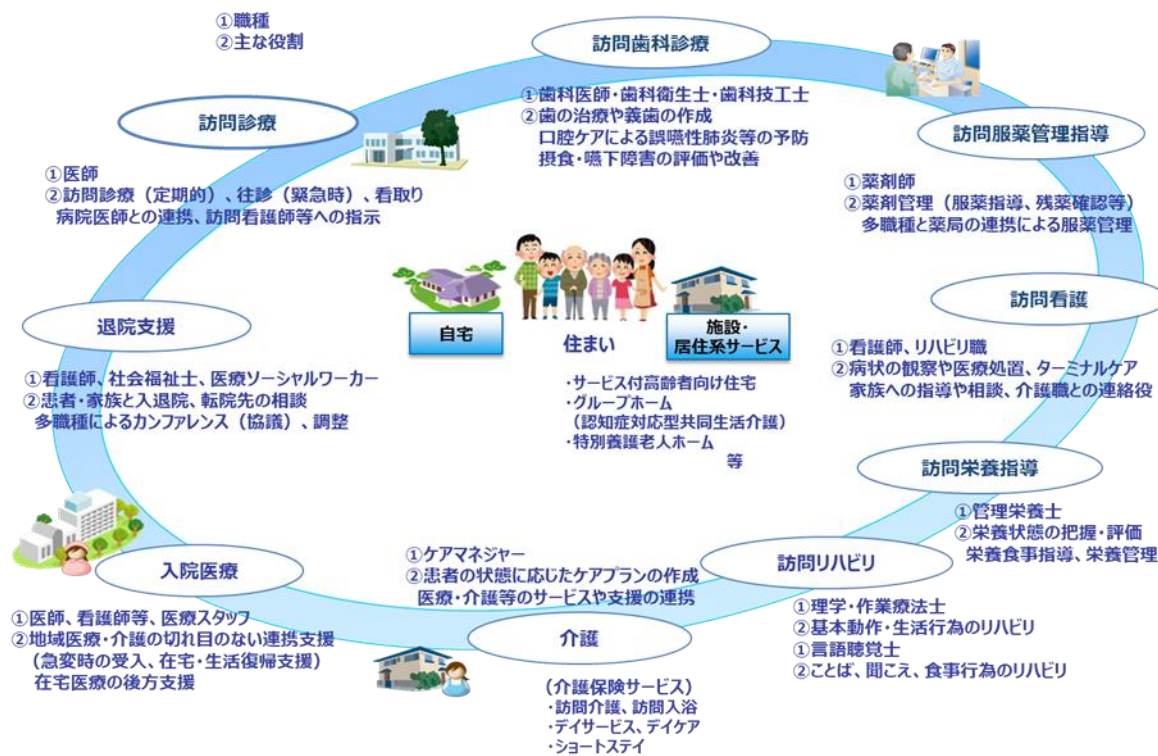 ①職種
②主な役割
訪問歯科診療
①歯科医師・歯科衛生士・歯科技工士
②歯の治療や義歯の作成
口腔ケアによる誤嚥性肺炎等の予防
摂食・嚥下障害の評価や改善
訪問診療
①医師
②訪問診療（定期的）、往診（緊急時）、看取り
病院医師との連携、訪問看護師等への指示
訪問服薬管理指導
①薬剤師
②薬剤管理（服薬指導、残薬確認等）
多職種と薬局の連携による服薬管理
自宅
住まい
施設・
居住系サービス
・サービス付高齢者向け住宅
・グループホーム
（認知症対応型共同生活介護）
・特別養護老人ホーム
等
訪問看護
①看護師、リハビリ職
②病状の観察や医療処置、ターミナルケア
家族への指導や相談、介護職との連絡役
退院支援
①看護師、社会福祉士、医療ソーシャルワーカー
②患者・家族と入退院、転院先の相談
多職種によるカンファレンス（協議）、調整
訪問栄養指導
①管理栄養士
②栄養状態の把握・評価
栄養食事指導、栄養管理
訪問リハビリ
①理学・作業療法士
②基本動作・生活行為のリハビリ
①言語聴覚士
②ことば、聞こえ、食事行為のリハビリ
入院医療
①医師、看護師等、医療スタッフ
②地域医療・介護の切れ目のない連携支援
（急変時の受入、在宅・生活復帰支援）
在宅医療の後方支援
①ケアマネジャー
②患者の状態に応じたケアプランの作成
医療・介護等のサービスや支援の連携
介護
（介護保険サービス）
・訪問介護、訪問入浴
・デイサービス、デイケア
・ショートステイ